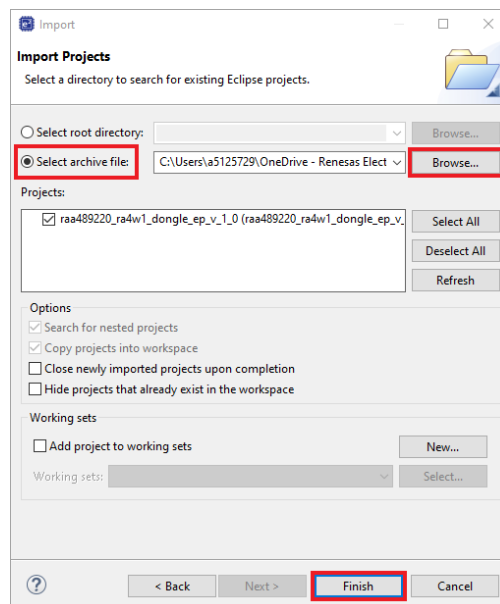 Import
Import Projects
Select a directory to search for existing Eclipse projects.
Select root directory:
Browse...
Select archive file:
C:\Users\a5125729\OneDrive - Renesas Elect
Browse...
Projects:
raa489220_ra4w1_dongle_ep_v_1_0 (raa489220_ra4w1_dongle_ep_v_
Select All
Deselect All
Refresh
Options
Search for nested projects
Copy projects into workspace
Close newly imported projects upon completion
Hide projects that already exist in the workspace
Working sets
Add project to working sets
New...
Working sets:
Select...
?
< Back
Next >
Finish
Cancel